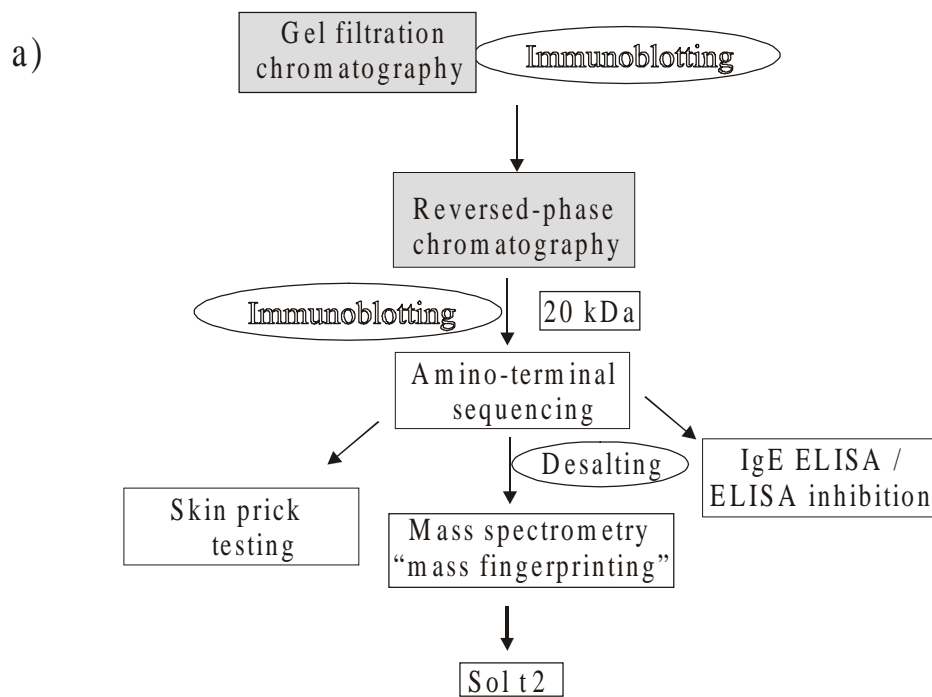 a)
Gel filtration
chromatography
Immunoblotting
Reversed-phase
chromatography
Immunoblotting
20 kDa
Amino-terminal
sequencing
Desalting
IgE ELISA /
ELISA inhibition
Skin prick
testing
Mass spectrometry
“mass fingerprinting”
Sol t2